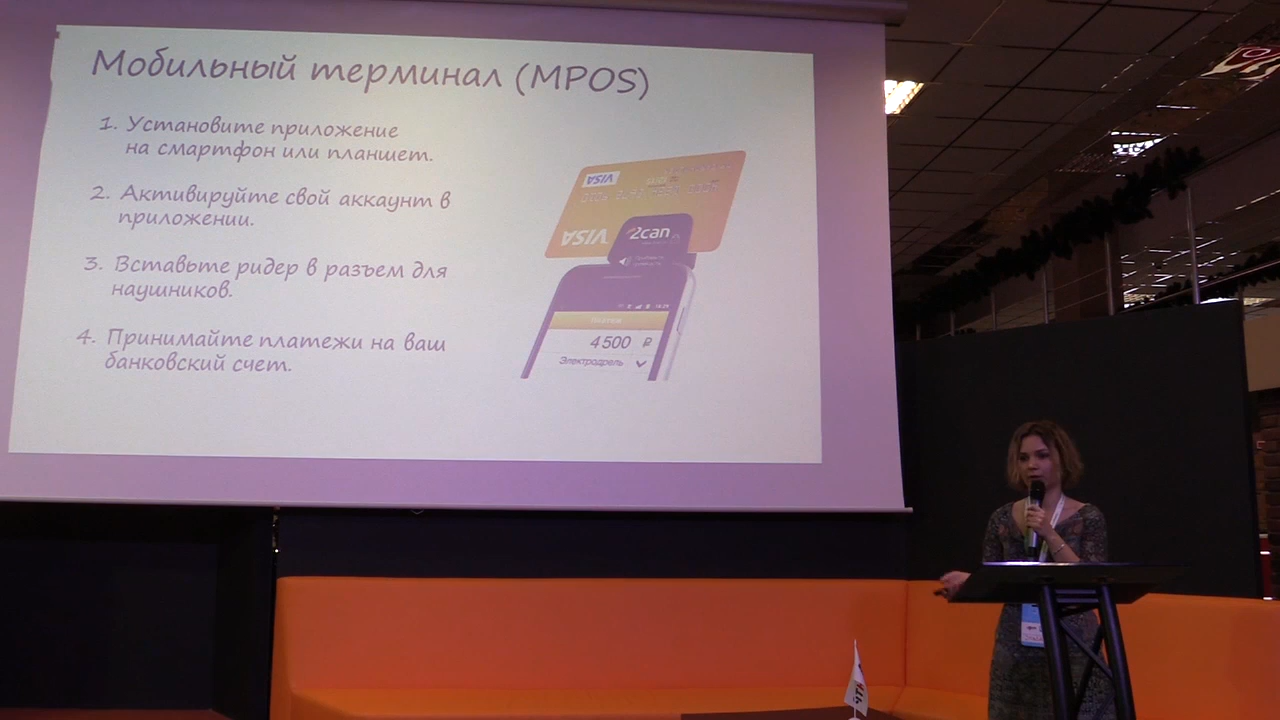 Мобильный терминал (MPOS)
1. Установите приложение
на смартфон или планшет.
2. Активируйте свой аккаунт в
приложении.
3. Вставьте ридер в разъем для
наушников.
4. Принимайте платежи на ваш
банковский счет.
VISA
VISA
2can
4500 ₽
Электродрель